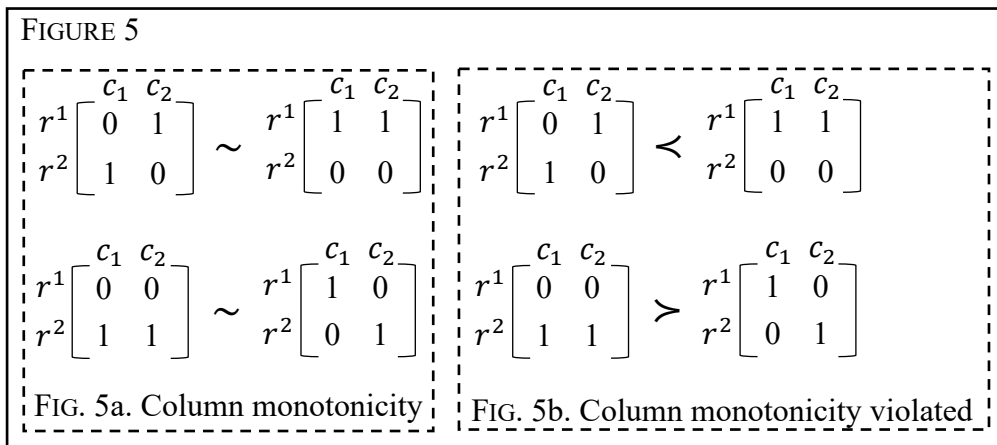 FIGURE 5
c₁ c₂ c₁ c₂
r¹ [ 0 1 ] r¹ [ 1 1 ]
∼
r² [ 1 0 ] r² [ 0 0 ]
c₁ c₂ c₁ c₂
r¹ [ 0 0 ] r¹ [ 1 0 ]
∼
r² [ 1 1 ] r² [ 0 1 ]
FIG. 5a. Column monotonicity
c₁ c₂ c₁ c₂
r¹ [ 0 1 ] r¹ [ 1 1 ]
≺
r² [ 1 0 ] r² [ 0 0 ]
c₁ c₂ c₁ c₂
r¹ [ 0 0 ] r¹ [ 1 0 ]
≻
r² [ 1 1 ] r² [ 0 1 ]
FIG. 5b. Column monotonicity violated